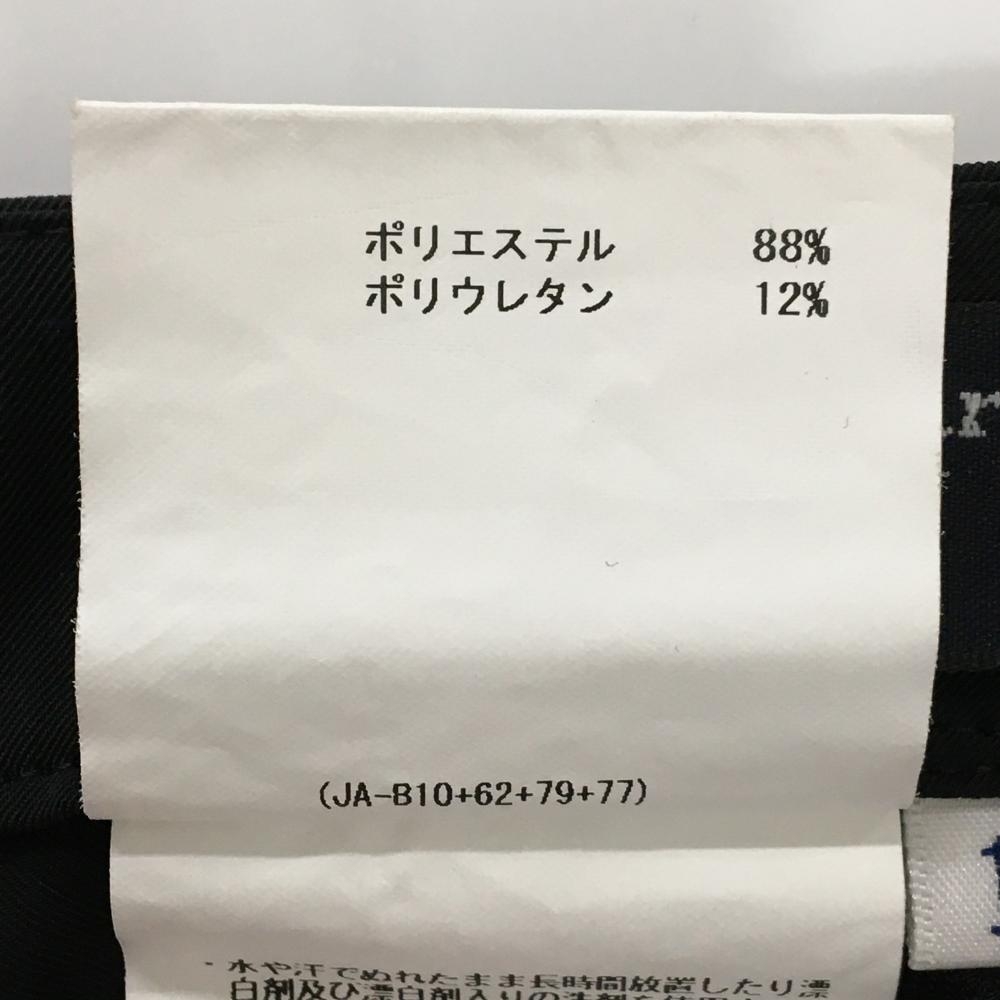 ポリエステル 88%
ポリウレタン 12%
(JA-B10+62+79+77)
・水や汗でぬれたまま長時間放置したり漂
白剤及び漂白剤入りの洗剤を使用